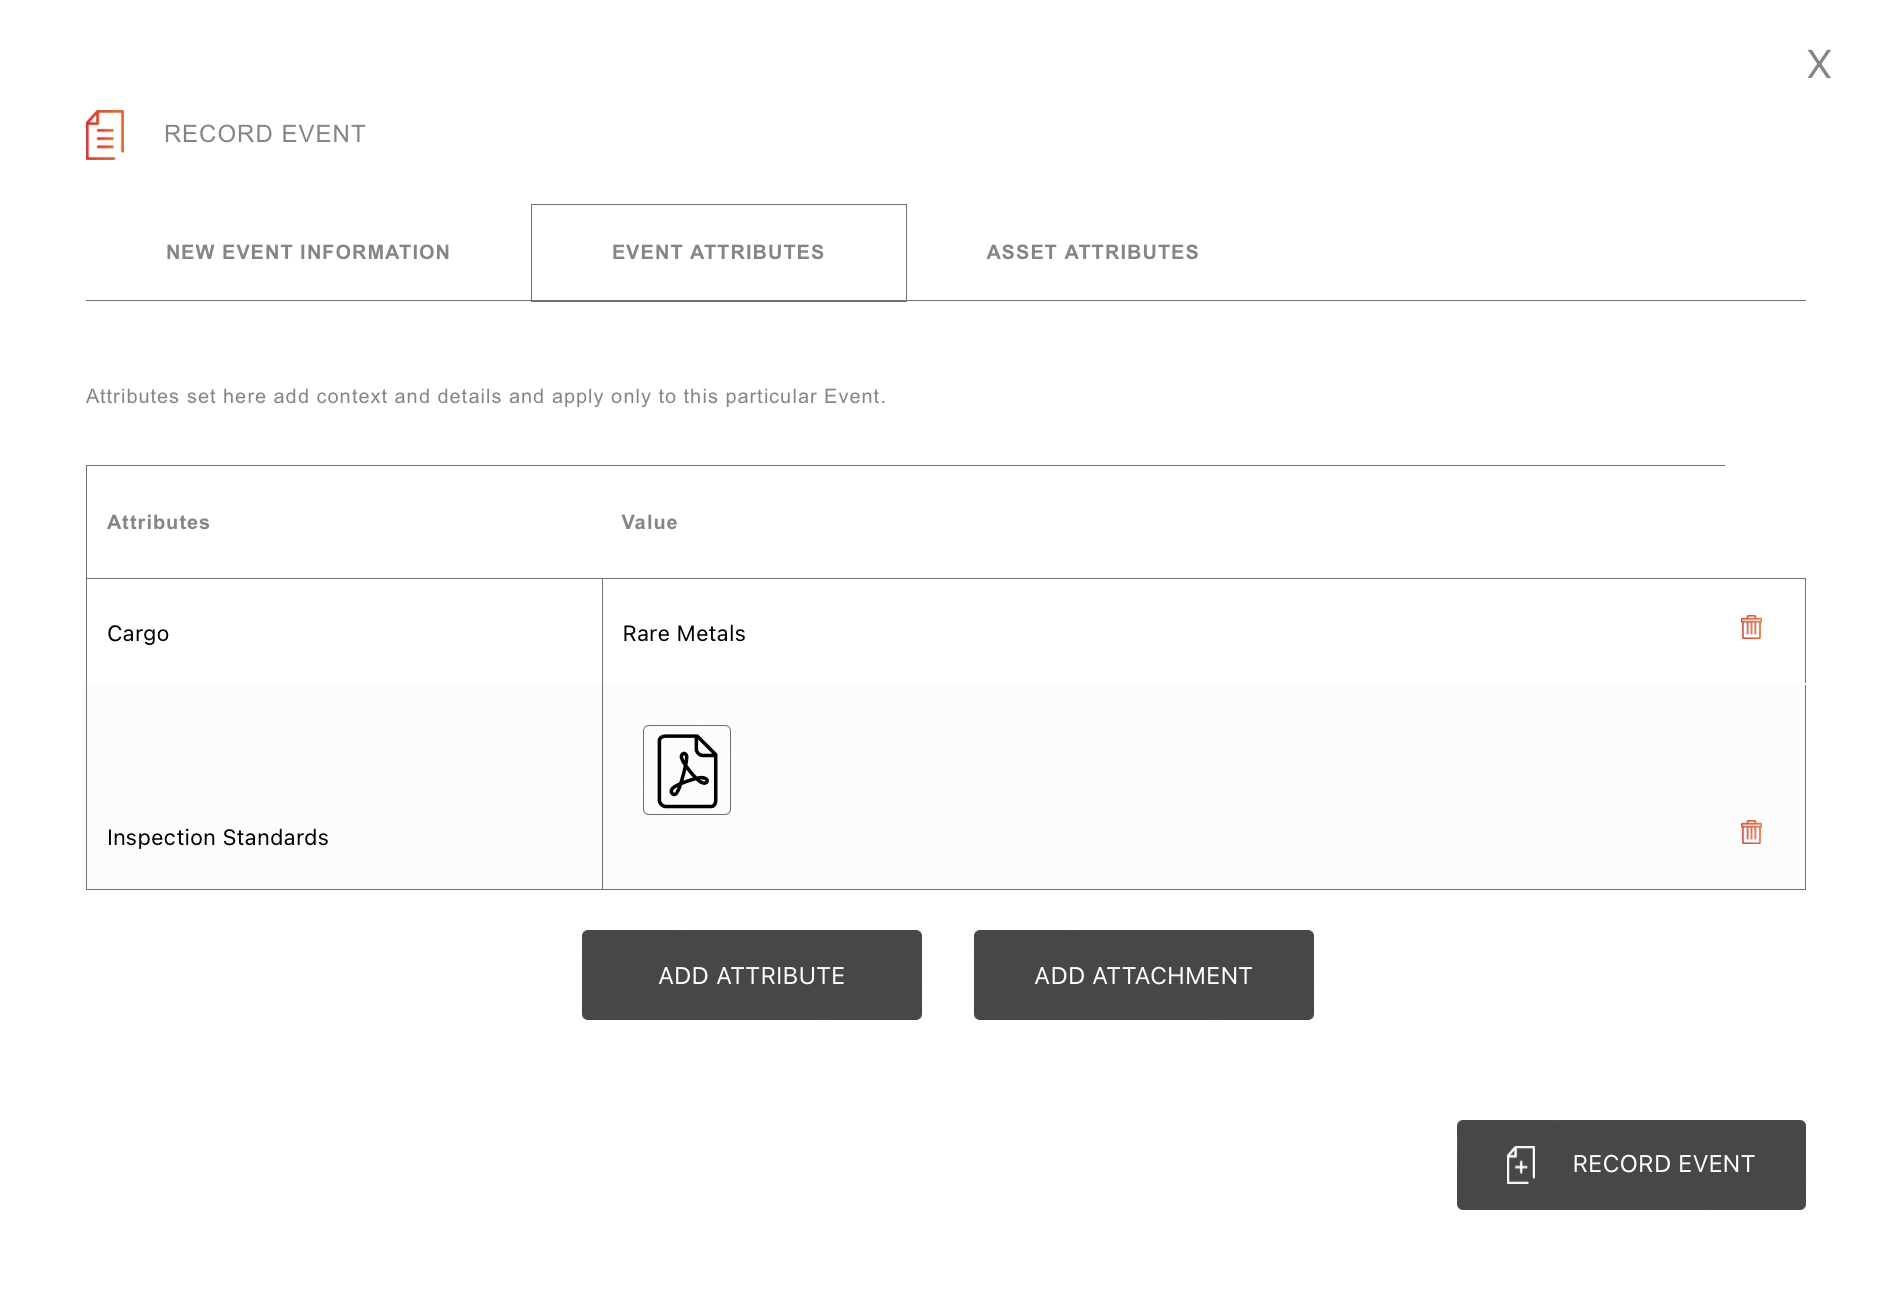 X
RECORD EVENT
NEW EVENT INFORMATION
EVENT ATTRIBUTES
ASSET ATTRIBUTES
Attributes set here add context and details and apply only to this particular Event.
Attributes
Value
Cargo
Rare Metals
Inspection Standards
ADD ATTRIBUTE
ADD ATTACHMENT
RECORD EVENT